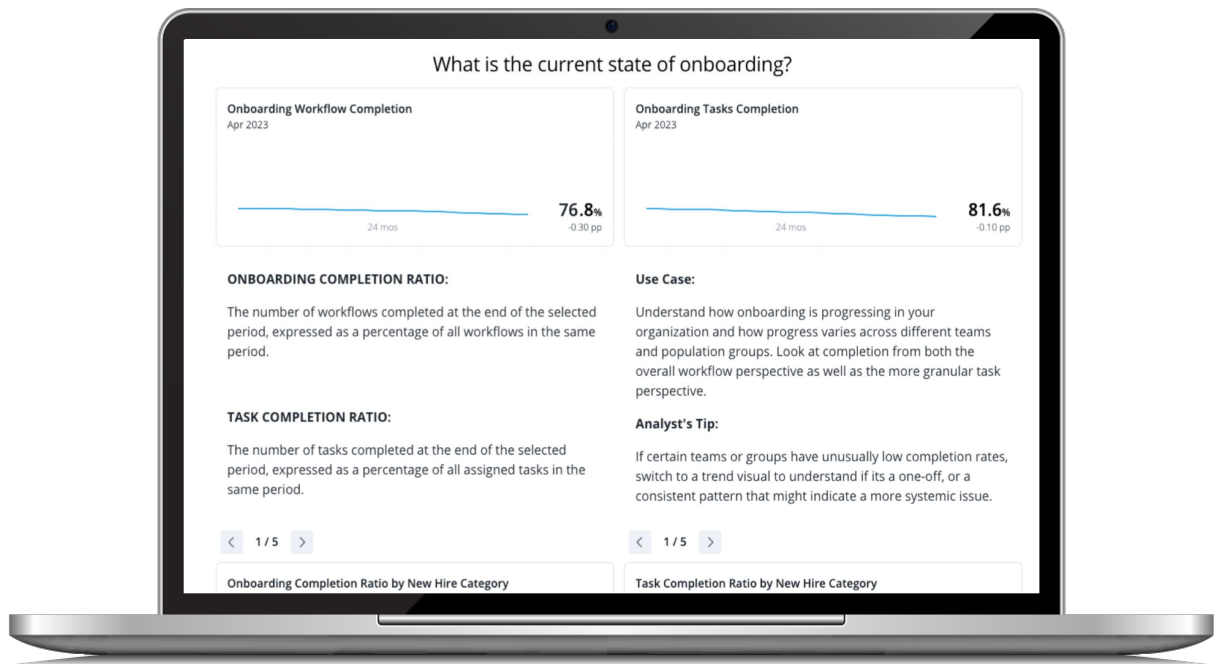 What is the current state of onboarding?
Onboarding Workflow Completion
Apr 2023
24 mos
76.8%
-0.30 pp
Onboarding Tasks Completion
Apr 2023
24 mos
81.6%
-0.10 pp
ONBOARDING COMPLETION RATIO:
The number of workflows completed at the end of the selected
period, expressed as a percentage of all workflows in the same
period.
TASK COMPLETION RATIO:
The number of tasks completed at the end of the selected
period, expressed as a percentage of all assigned tasks in the
same period.
Use Case:
Understand how onboarding is progressing in your
organization and how progress varies across different teams
and population groups. Look at completion from both the
overall workflow perspective as well as the more granular task
perspective.
Analyst's Tip:
If certain teams or groups have unusually low completion rates,
switch to a trend visual to understand if its a one-off, or a
consistent pattern that might indicate a more systemic issue.
< 1 / 5 >
< 1 / 5 >
Onboarding Completion Ratio by New Hire Category
Task Completion Ratio by New Hire Category